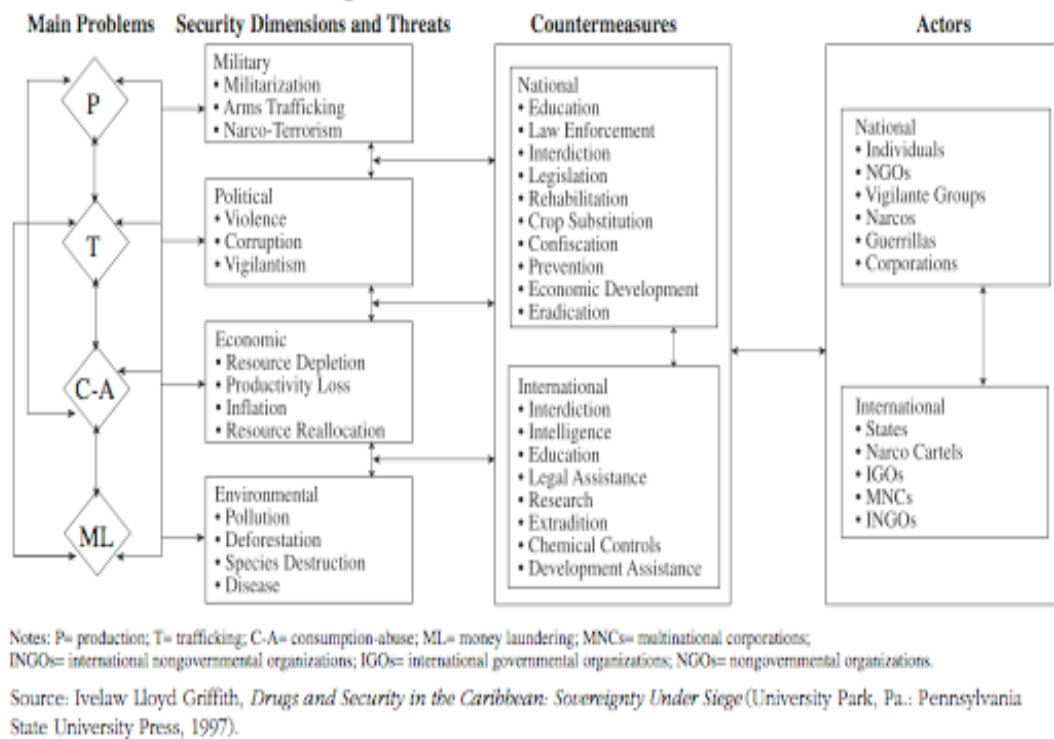 Main Problems
Security Dimensions and Threats
Countermeasures
Actors
P
T
C-A
ML
Military
• Militarization
• Arms Trafficking
• Narco-Terrorism
Political
• Violence
• Corruption
• Vigilantism
Economic
• Resource Depletion
• Productivity Loss
• Inflation
• Resource Reallocation
Environmental
• Pollution
• Deforestation
• Species Destruction
• Disease
National
• Education
• Law Enforcement
• Interdiction
• Legislation
• Rehabilitation
• Crop Substitution
• Confiscation
• Prevention
• Economic Development
• Eradication
International
• Interdiction
• Intelligence
• Education
• Legal Assistance
• Research
• Extradition
• Chemical Controls
• Development Assistance
National
• Individuals
• NGOs
• Vigilante Groups
• Narcos
• Guerrillas
• Corporations
International
• States
• Narco Cartels
• IGOs
• MNCs
• INGOs
Notes: P= production; T= trafficking; C-A= consumption-abuse; ML= money laundering; MNCs= multinational corporations;
INGOs= international nongovernmental organizations; IGOs= international governmental organizations; NGOs= nongovernmental organizations.
Source: Ivelaw Lloyd Griffith, Drugs and Security in the Caribbean: Sovereignty Under Siege (University Park, Pa.: Pennsylvania
State University Press, 1997).